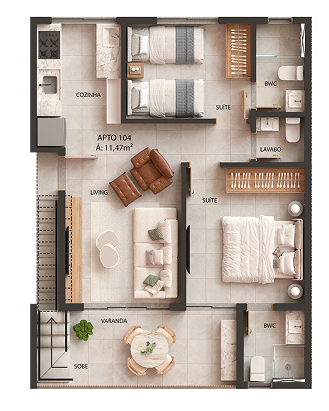 COZINHA
BWC
SUÍTE
APTO 104
Á: 11,47m²
LAVABO
LIVING
SUÍTE
VARANDA
BWC
SOBE